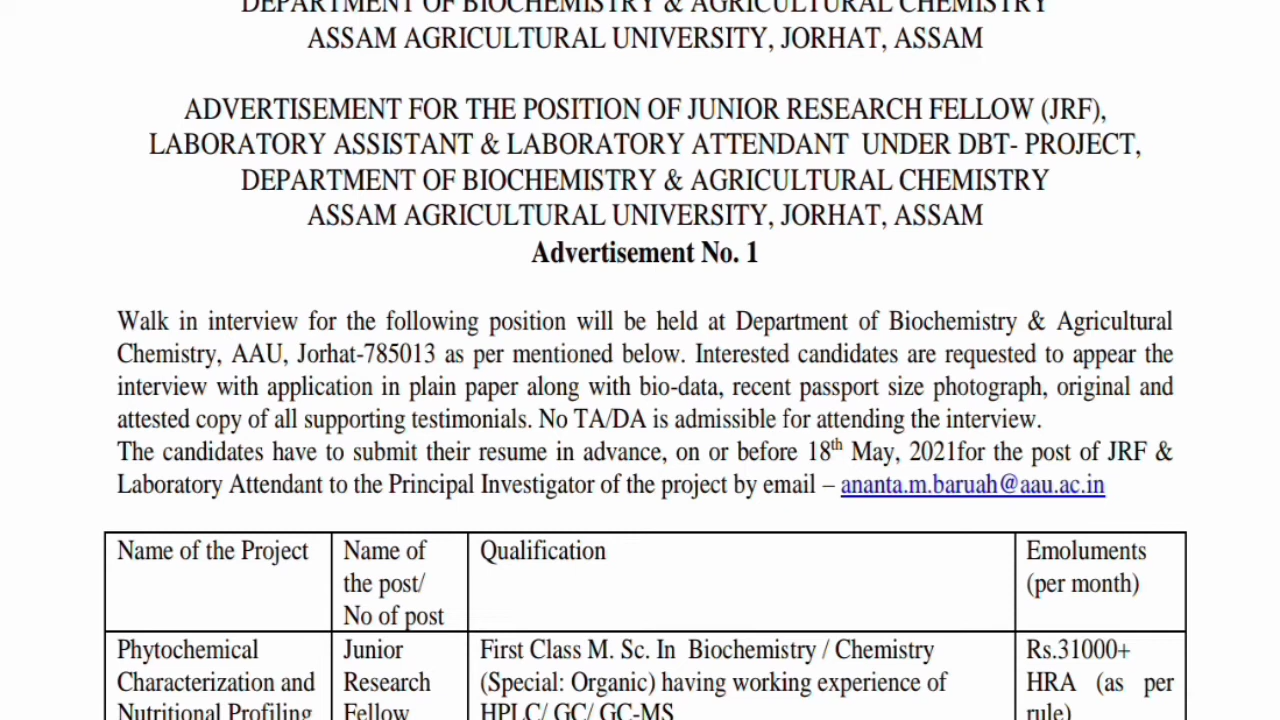 DEPARTMENT OF BIOCHEMISTRY & AGRICULTURAL CHEMISTRY
ASSAM AGRICULTURAL UNIVERSITY, JORHAT, ASSAM
ADVERTISEMENT FOR THE POSITION OF JUNIOR RESEARCH FELLOW (JRF),
LABORATORY ASSISTANT & LABORATORY ATTENDANT UNDER DBT- PROJECT,
DEPARTMENT OF BIOCHEMISTRY & AGRICULTURAL CHEMISTRY
ASSAM AGRICULTURAL UNIVERSITY, JORHAT, ASSAM
Advertisement No. 1
Walk in interview for the following position will be held at Department of Biochemistry & Agricultural
Chemistry, AAU, Jorhat-785013 as per mentioned below. Interested candidates are requested to appear the
interview with application in plain paper along with bio-data, recent passport size photograph, original and
attested copy of all supporting testimonials. No TA/DA is admissible for attending the interview.
The candidates have to submit their resume in advance, on or before 18th May, 2021for the post of JRF &
Laboratory Attendant to the Principal Investigator of the project by email – ananta.m.baruah@aau.ac.in
Name of the Project
Name of
the post/
No of post
Qualification
Emoluments
(per month)
Phytochemical
Characterization and
Nutritional Profiling
Junior
Research
Fellow
First Class M. Sc. In Biochemistry / Chemistry
(Special: Organic) having working experience of
HPLC/ GC/ GC-MS
Rs.31000+
HRA (as per
rule)